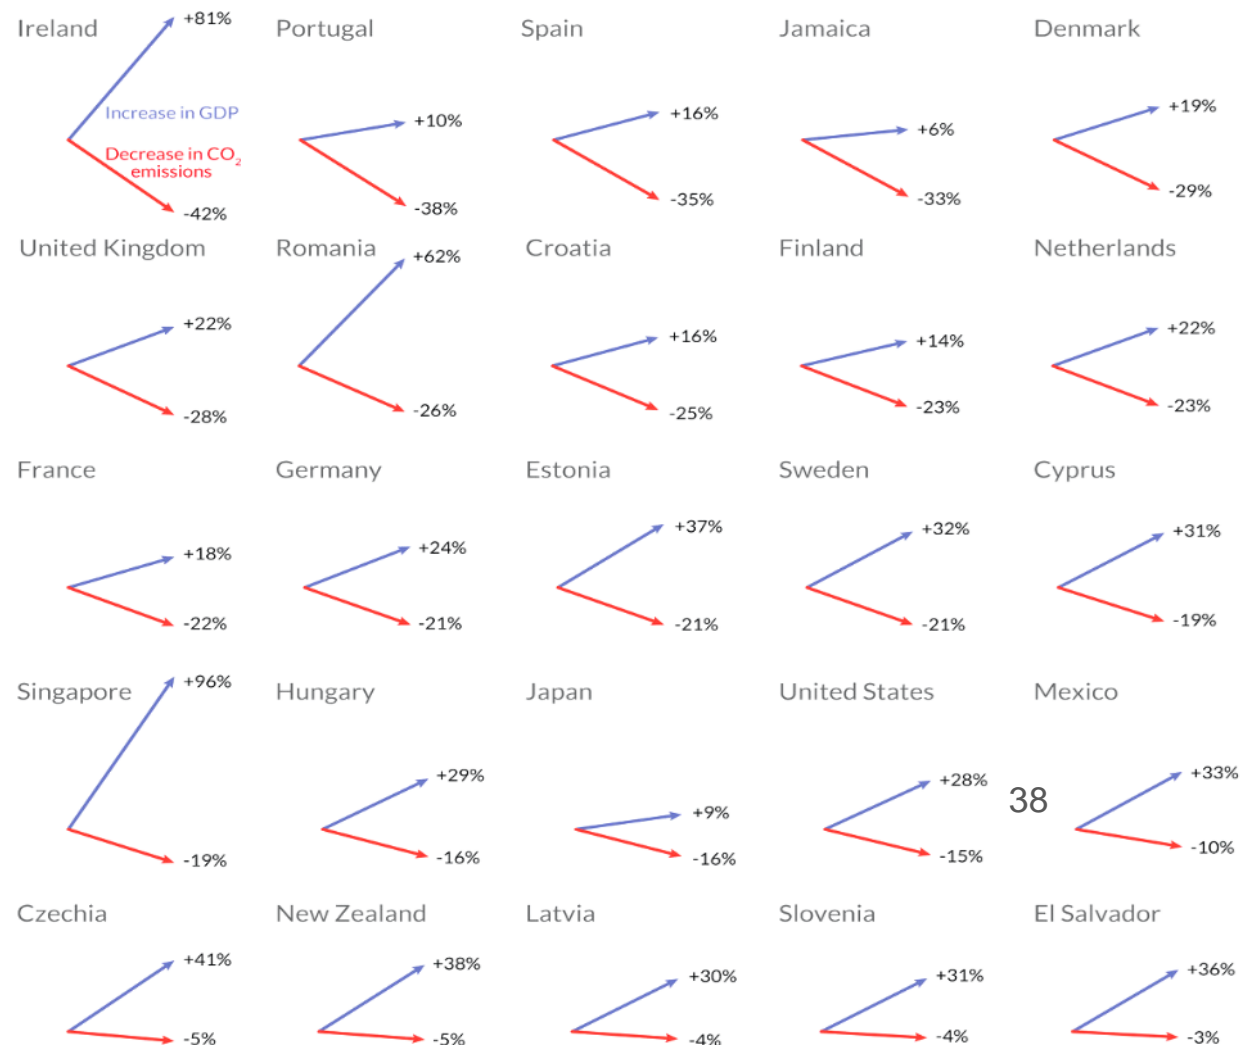 Ireland
+81%
Portugal
Spain
Jamaica
Denmark
Increase in GDP
+10%
+16%
+6%
+19%
Decrease in CO₂
emissions
-42%
-38%
-35%
-33%
-29%
United Kingdom
Romania
+62%
Croatia
Finland
Netherlands
+22%
+16%
+14%
+22%
-28%
-26%
-25%
-23%
-23%
France
Germany
Estonia
Sweden
Cyprus
+18%
+24%
+37%
+32%
+31%
-22%
-21%
-21%
-21%
-19%
Singapore
+96%
Hungary
Japan
United States
Mexico
+29%
+9%
+28%
38
+33%
-19%
-16%
-16%
-15%
-10%
Czechia
New Zealand
Latvia
Slovenia
El Salvador
+41%
+38%
+30%
+31%
+36%
-5%
-5%
-4%
-4%
-3%